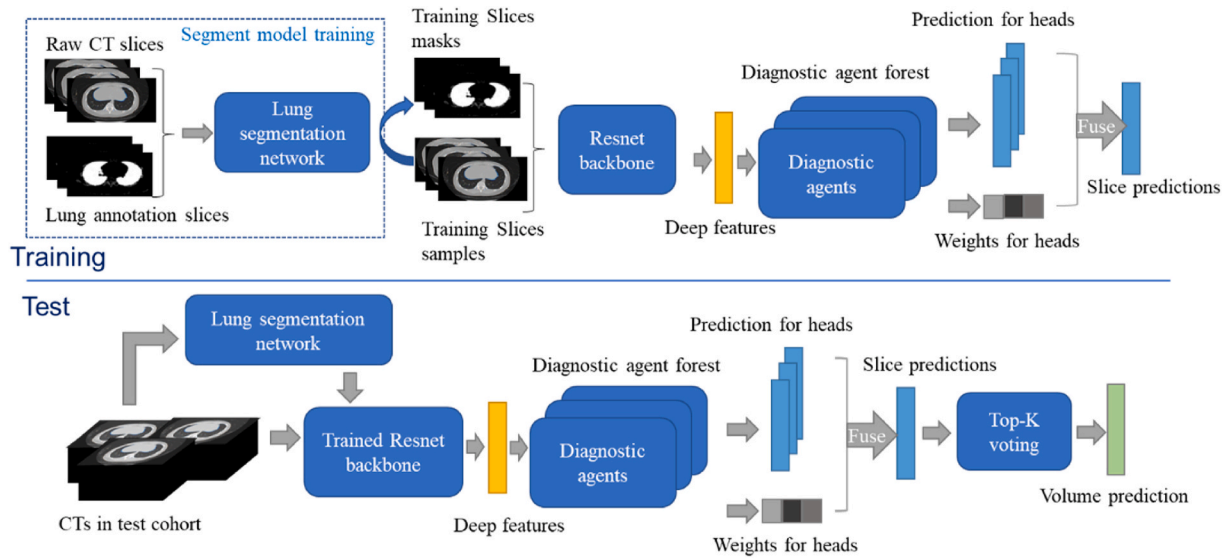 Segment model training
Raw CT slices
Lung
segmentation
network
Lung annotation slices
Training Slices
masks
Training Slices
samples
Resnet
backbone
Deep features
Diagnostic agent forest
Diagnostic
agents
Prediction for heads
Weights for heads
Fuse
Slice predictions
Training
Test
Lung segmentation
network
CTs in test cohort
Trained Resnet
backbone
Deep features
Diagnostic agent forest
Diagnostic
agents
Prediction for heads
Weights for heads
Fuse
Slice predictions
Top-K
voting
Volume prediction